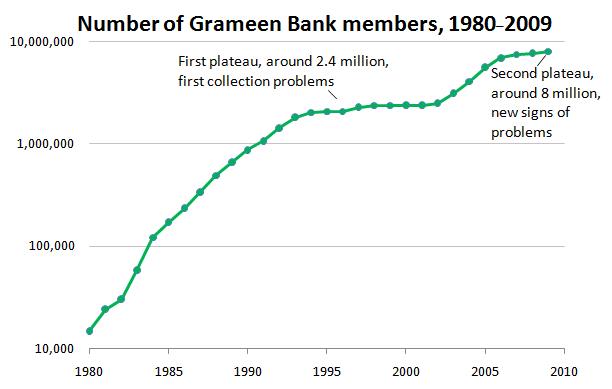 Number of Grameen Bank members, 1980-2009
10,000,000
First plateau, around 2.4 million,
first collection problems
Second plateau,
around 8 million,
new signs of
problems
1,000,000
100,000
10,000
1980
1985
1990
1995
2000
2005
2010